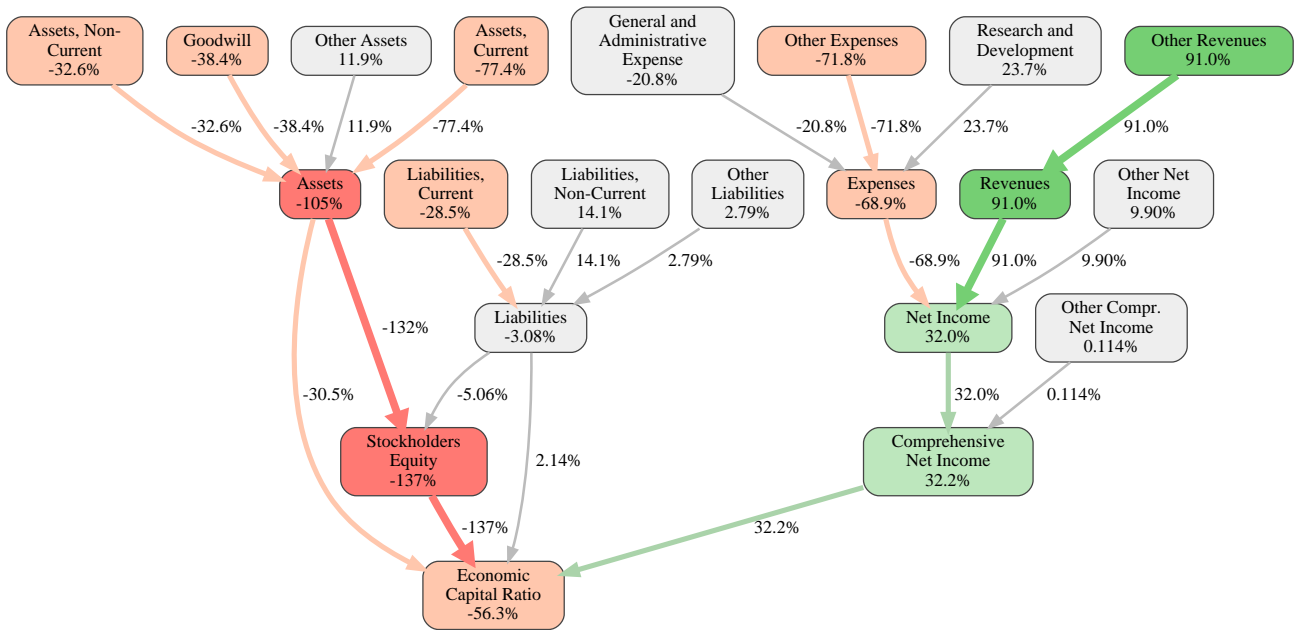 Assets, Non-
Current
-32.6%
Goodwill
-38.4%
Other Assets
11.9%
Assets,
Current
-77.4%
General and
Administrative
Expense
-20.8%
Other Expenses
-71.8%
Research and
Development
23.7%
Other Revenues
91.0%
-32.6%
-38.4%
11.9%
-77.4%
-20.8%
-71.8%
23.7%
91.0%
Assets
-105%
Liabilities,
Current
-28.5%
Liabilities,
Non-Current
14.1%
Other
Liabilities
2.79%
Expenses
-68.9%
Revenues
91.0%
Other Net
Income
9.90%
-28.5%
14.1%
2.79%
-68.9%
91.0%
9.90%
Liabilities
-3.08%
Net Income
32.0%
Other Compr.
Net Income
0.114%
-132%
-30.5%
-5.06%
32.0%
0.114%
Stockholders
Equity
-137%
2.14%
Comprehensive
Net Income
32.2%
-137%
32.2%
Economic
Capital Ratio
-56.3%